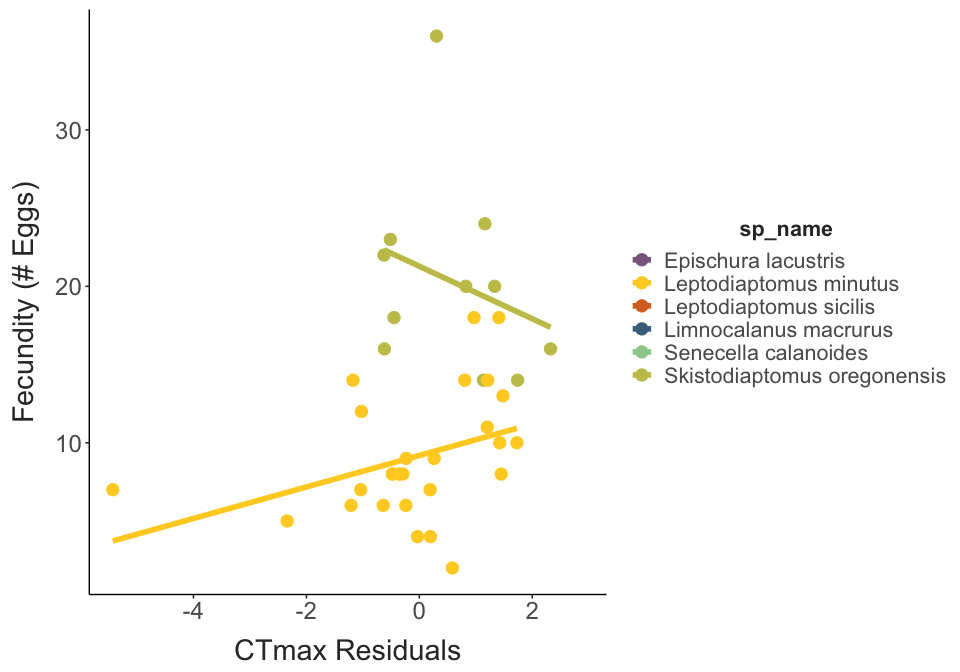 Fecundity (# Eggs)
30
20
10
-4
-2
0
2
CTmax Residuals
sp_name
Epischura lacustris
Leptodiaptomus minutus
Leptodiaptomus sicilis
Limnocalanus macrurus
Senecella calanoides
Skistodiaptomus oregonensis